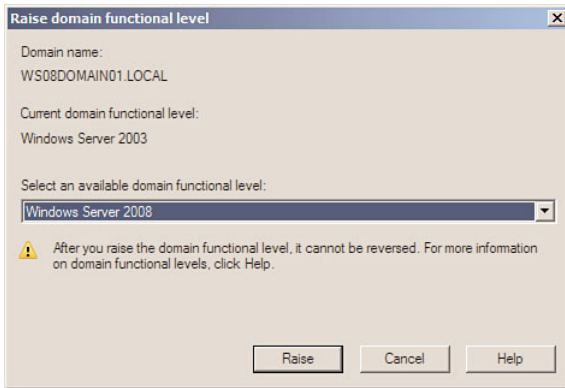 Raise domain functional level
Domain name:
WS08DOMAIN01.LOCAL
Current domain functional level:
Windows Server 2003
Select an available domain functional level:
Windows Server 2008
After you raise the domain functional level, it cannot be reversed. For more information
on domain functional levels, click Help.
Raise
Cancel
Help